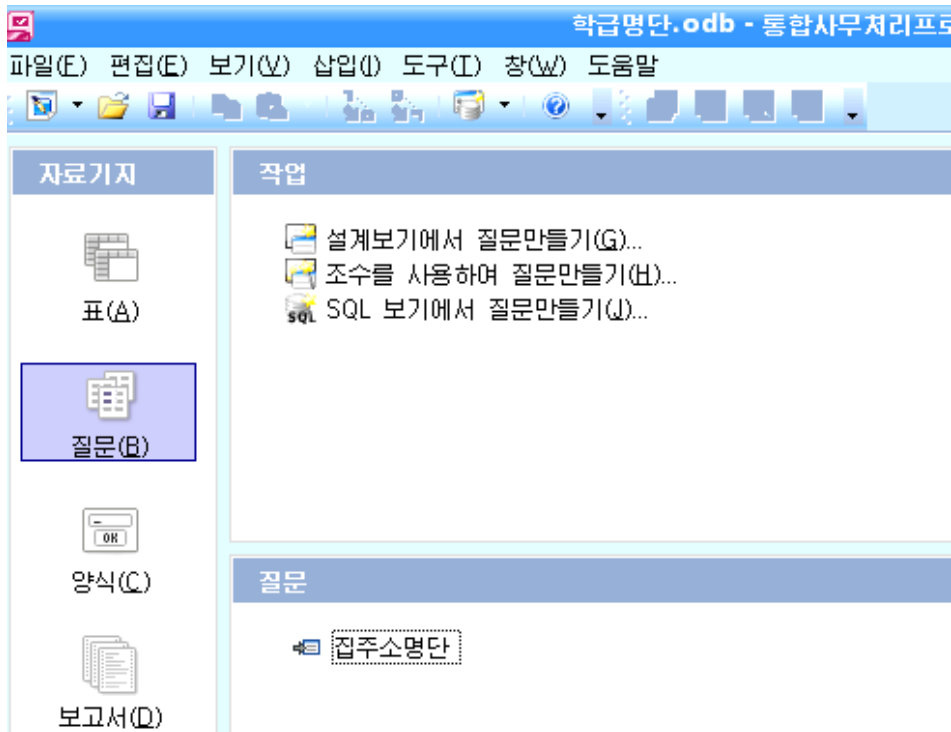 학급명단.odb - 통합사무처리프로
파일(F) 편집(E) 보기(V) 삽입(I) 도구(T) 창(W) 도움말
자료기지
작업
설계보기에서 질문만들기(G)...
조수를 사용하여 질문만들기(H)...
SQL SQL 보기에서 질문만들기(J)...
표(A)
질문(B)
OK
양식(C)
질문
집주소명단
보고서(D)